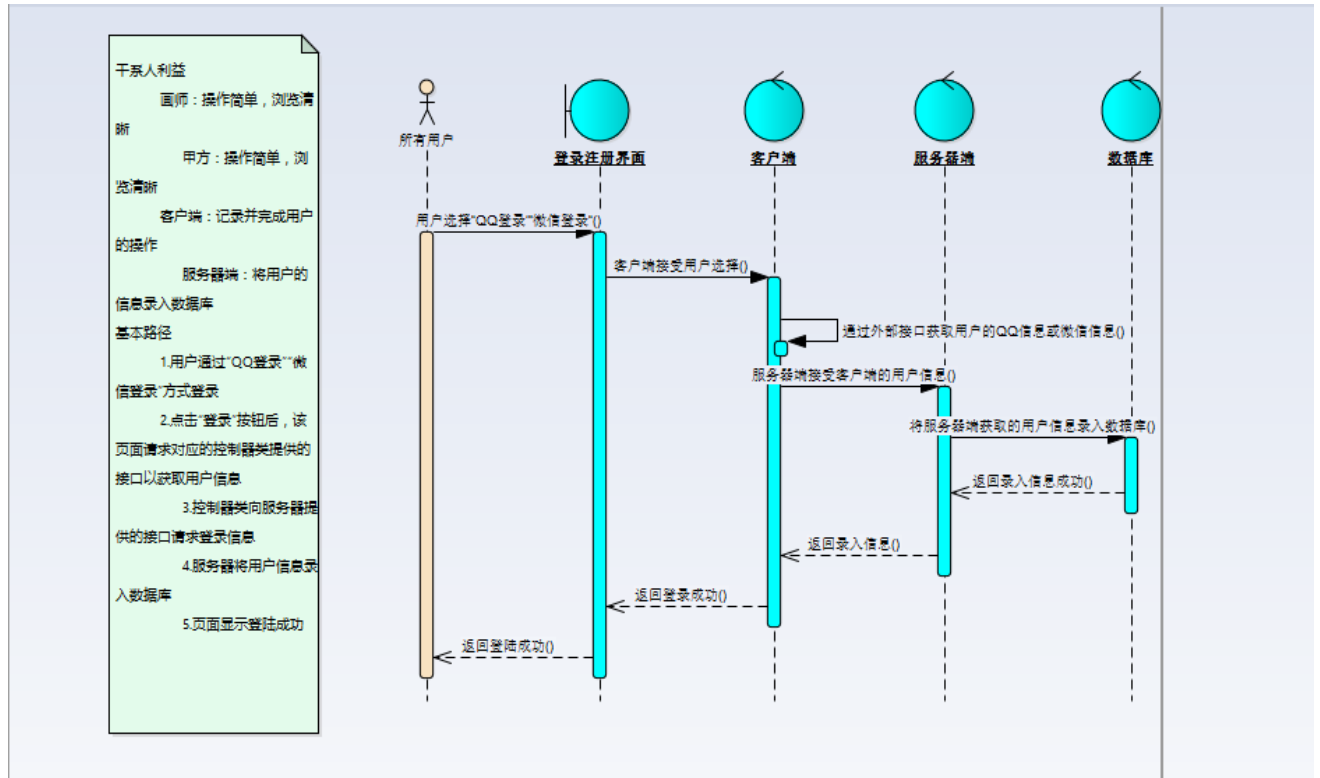 干系人利益
画师：操作简单，浏览清
晰
甲方：操作简单，浏
览清晰
客户端：记录并完成用户
的操作
服务器端：将用户的
信息录入数据库
基本路径
1.用户通过“QQ登录”“微
信登录”方式登录
2.点击“登录”按钮后，该
页面请求对应的控制器类提供的
接口以获取用户信息
3.控制器类向服务器提
供的接口请求登录信息
4.服务器将用户信息录
入数据库
5.页面显示登陆成功
所有用户
登录注册界面
客户端
服务器端
数据库
用户选择“QQ登录”“微信登录”()
客户端接受用户选择()
通过外部接口获取用户的QQ信息或微信信息()
服务器端接受客户端的用户信息()
将服务器端获取的用户信息录入数据库()
返回录入信息成功()
返回录入信息()
返回登录成功()
返回登陆成功()